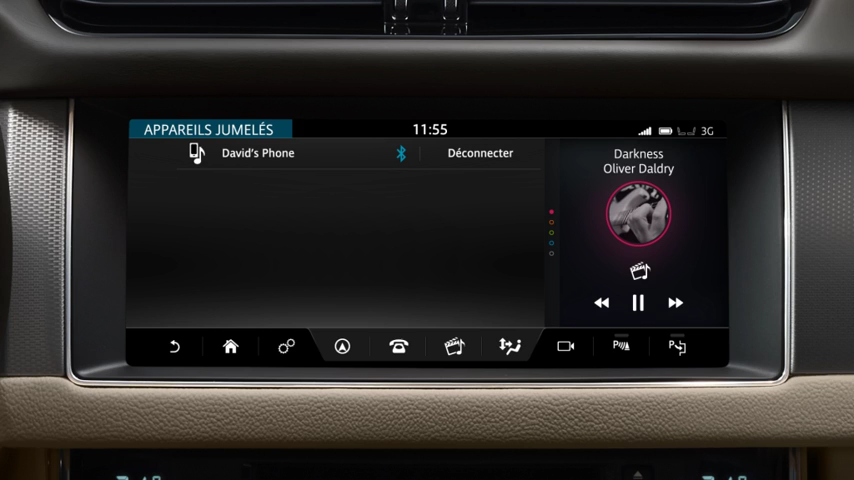 APPAREILS JUMELÉS
11:55
3G
David's Phone
Déconnecter
Darkness
Oliver Daldry
P
P